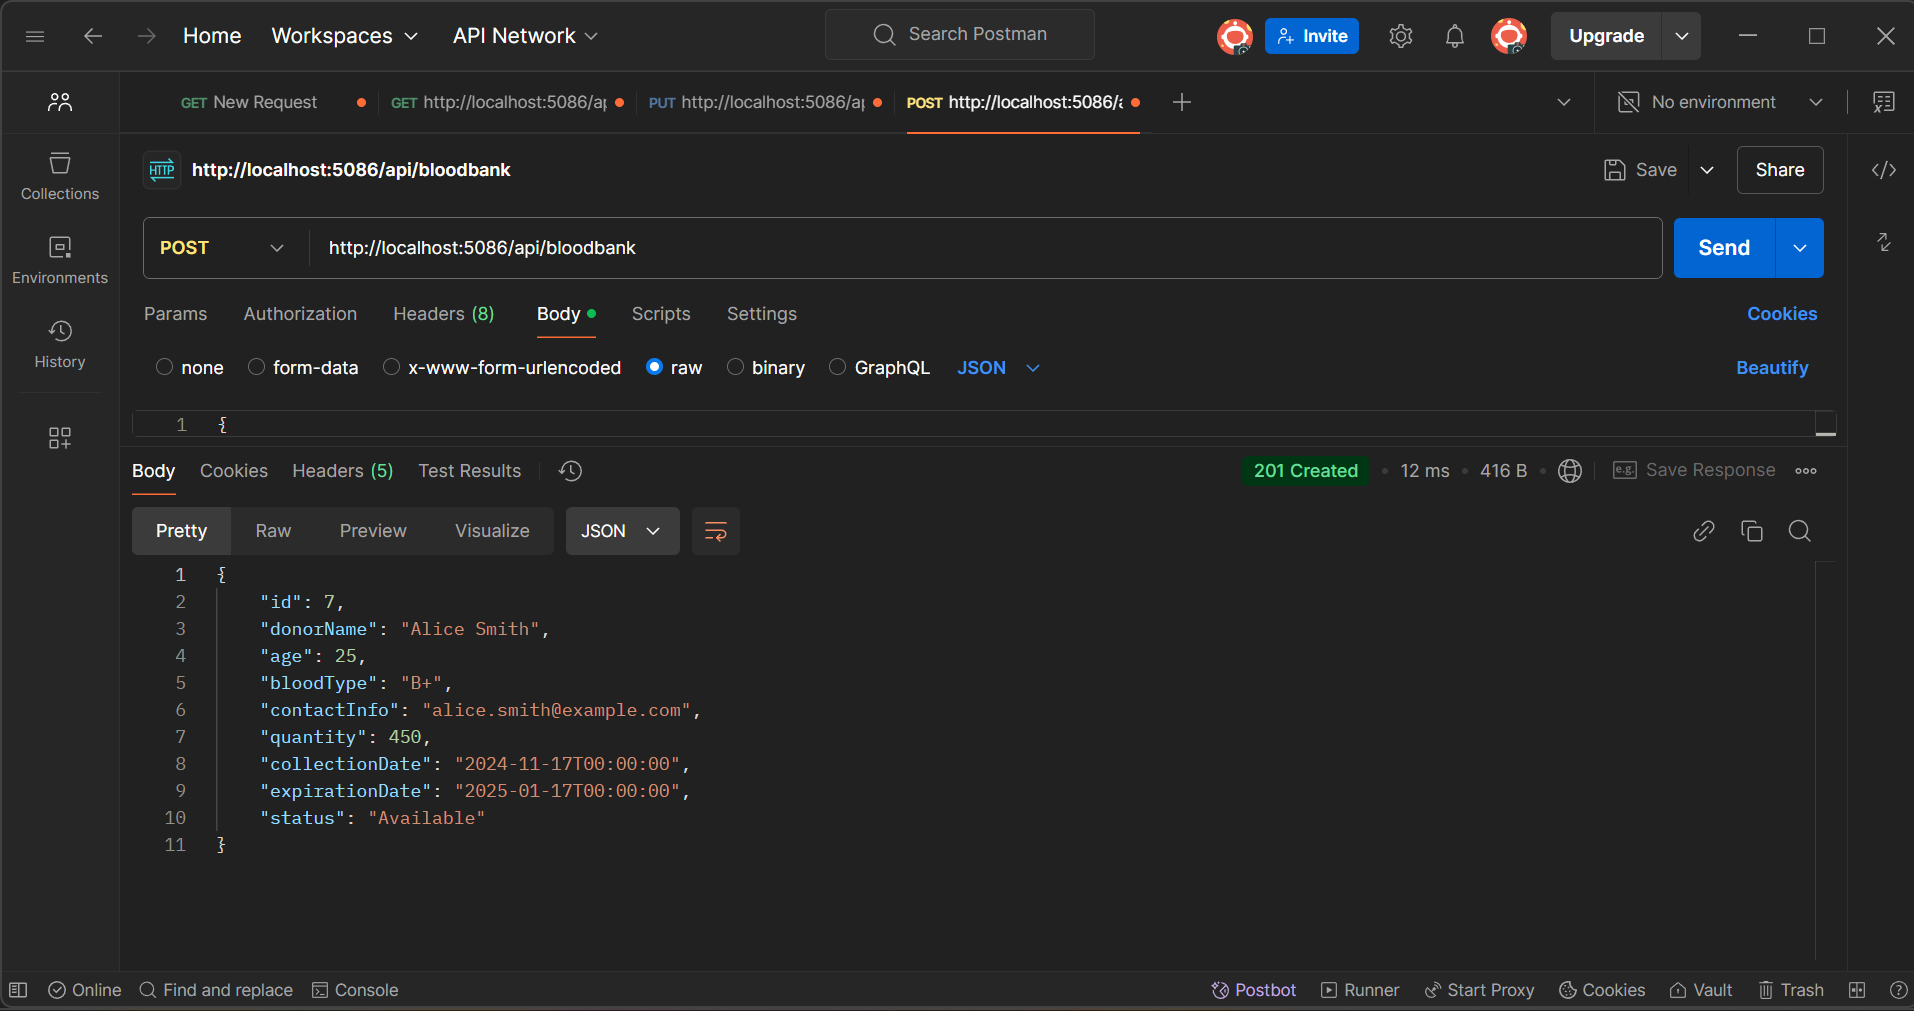 Home Workspaces API Network Search Postman Invite Upgrade
GET New Request GET http://localhost:5086/ap PUT http://localhost:5086/ap POST http://localhost:5086/a No environment
HTTP http://localhost:5086/api/bloodbank Save Share
Collections
Environments
History
POST http://localhost:5086/api/bloodbank Send
Params Authorization Headers (8) Body Scripts Settings Cookies
none form-data x-www-form-urlencoded raw binary GraphQL JSON Beautify
1 {
Body Cookies Headers (5) Test Results 201 Created 12 ms 416 B e.g. Save Response
Pretty Raw Preview Visualize JSON
1 {
2 "id": 7,
3 "donorName": "Alice Smith",
4 "age": 25,
5 "bloodType": "B+",
6 "contactInfo": "alice.smith@example.com",
7 "quantity": 450,
8 "collectionDate": "2024-11-17T00:00:00",
9 "expirationDate": "2025-01-17T00:00:00",
10 "status": "Available"
11 }
Online Find and replace Console Postbot Runner Start Proxy Cookies Vault Trash